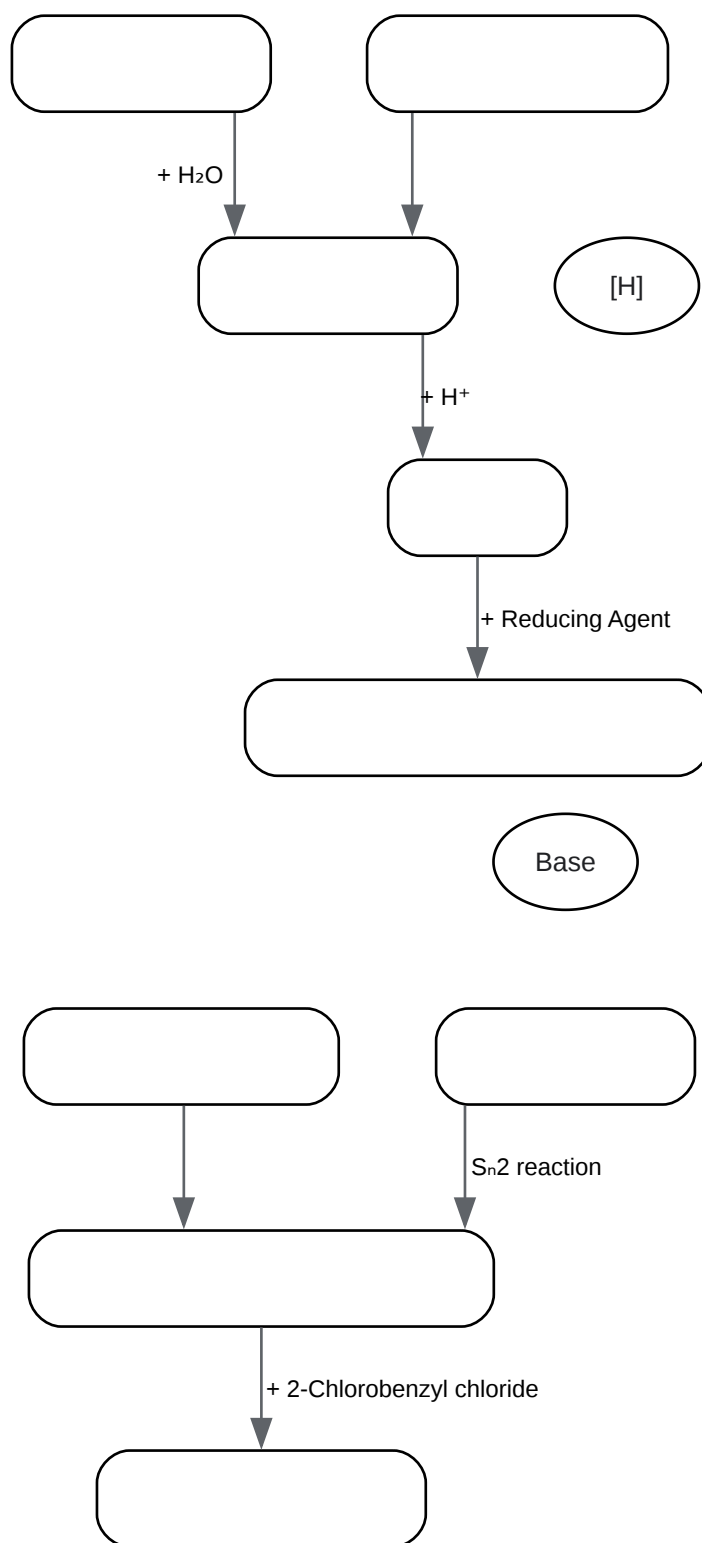 + H₂O
[H]
+ H⁺
+ Reducing Agent
Base
Sₙ2 reaction
+ 2-Chlorobenzyl chloride